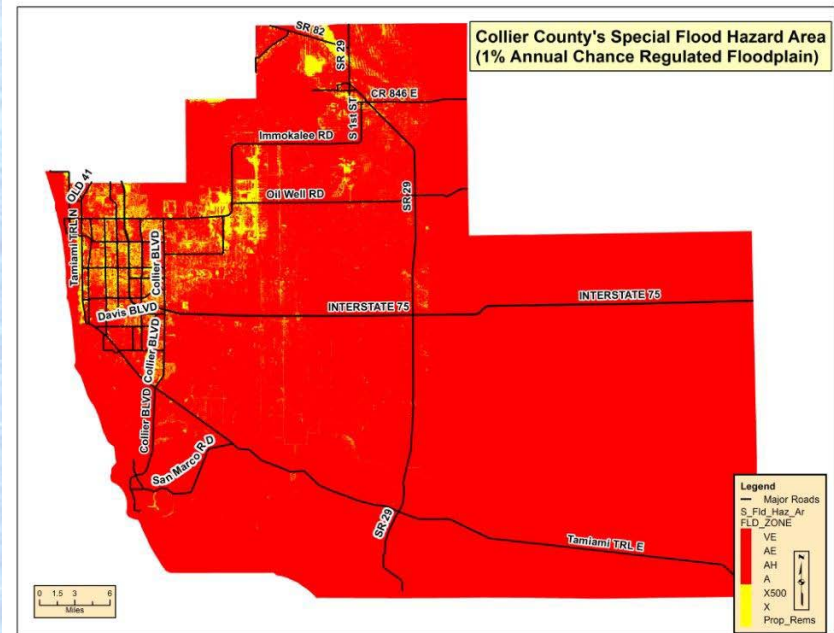 Collier County's Special Flood Hazard Area
(1% Annual Chance Regulated Floodplain)
SR 82
SR 29
CR 846 E
S 1st ST
Immokalee RD
OLD 41
Oil Well RD
SR 29
Tamiami TRL N
Collier BLVD
INTERSTATE 75
INTERSTATE 75
Davis BLVD
Collier BLVD
Collier BLVD
San Marco R D
SR 29
Tamiami TRL E
Legend
Major Roads
S_Fld_Haz_Ar
FLD_ZONE
VE
AE
AH
A
X500
X
Prop_Rems
N
0 1.5 3 6
Miles